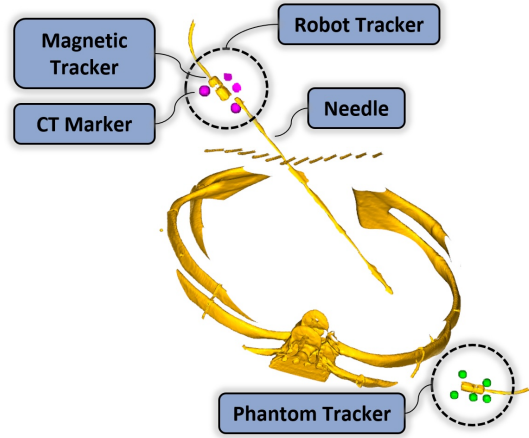 Robot Tracker
Magnetic
Tracker
CT Marker
Needle
Phantom Tracker